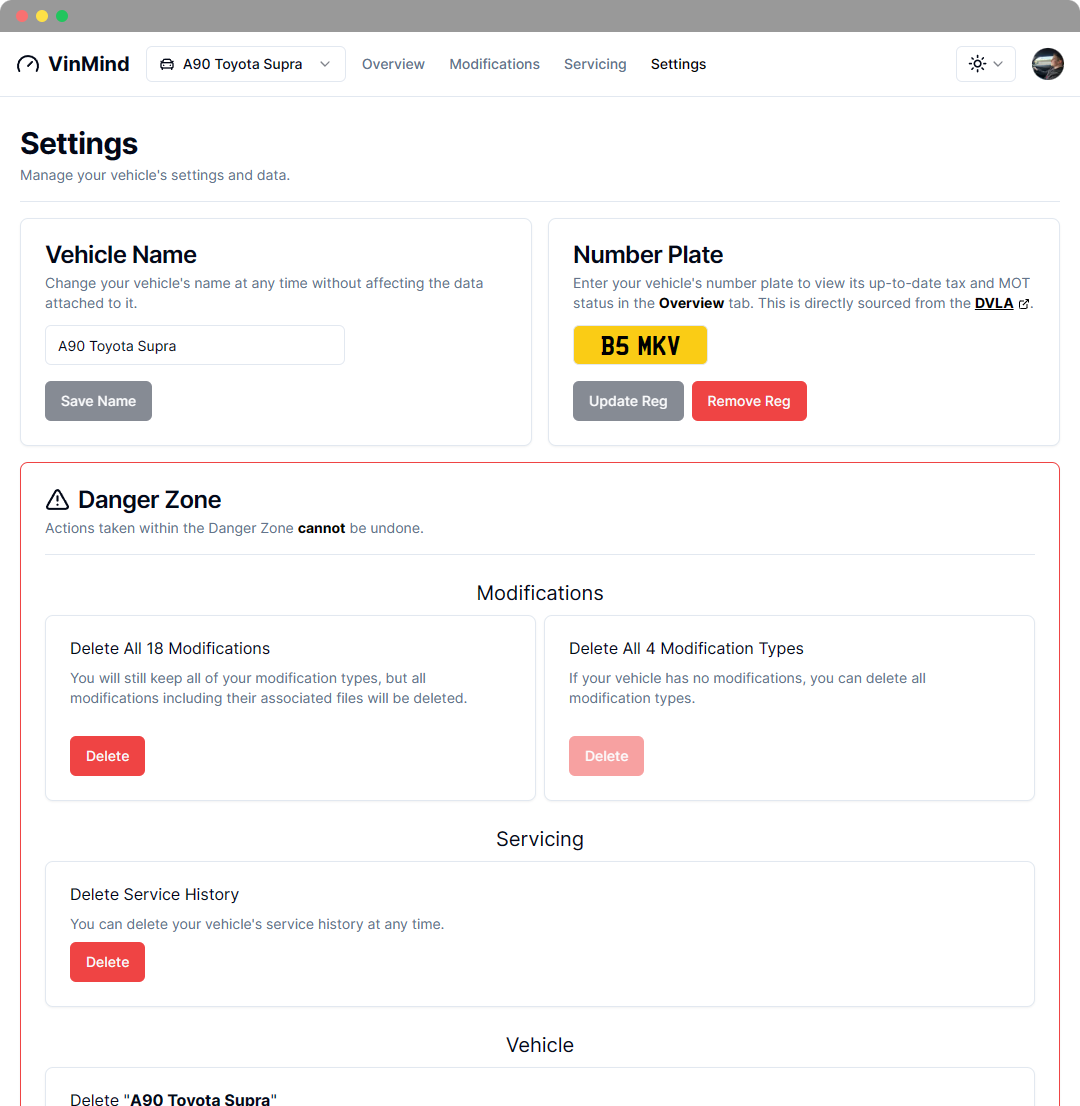 VinMind
A90 Toyota Supra
Overview
Modifications
Servicing
Settings
Settings
Manage your vehicle's settings and data.
Vehicle Name
Change your vehicle's name at any time without affecting the data
attached to it.
A90 Toyota Supra
Save Name
Number Plate
Enter your vehicle's number plate to view its up-to-date tax and MOT
status in the Overview tab. This is directly sourced from the DVLA.
B5 MKV
Update Reg
Remove Reg
Danger Zone
Actions taken within the Danger Zone cannot be undone.
Modifications
Delete All 18 Modifications
You will still keep all of your modification types, but all
modifications including their associated files will be deleted.
Delete
Delete All 4 Modification Types
If your vehicle has no modifications, you can delete all
modification types.
Delete
Servicing
Delete Service History
You can delete your vehicle's service history at any time.
Delete
Vehicle
Delete "A90 Toyota Supra"